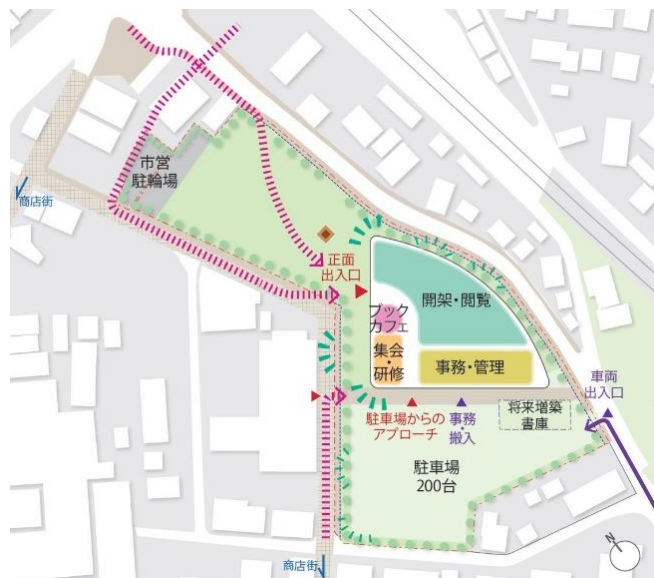 市営
駐輪場
商店街
正面
出入口
開架・閲覧
ブック
カフェ
集会
・
研修
事務・管理
車両
出入口
駐車場からの
アプローチ
事務
・
搬入
将来増築
書庫
駐車場
200台
商店街
N